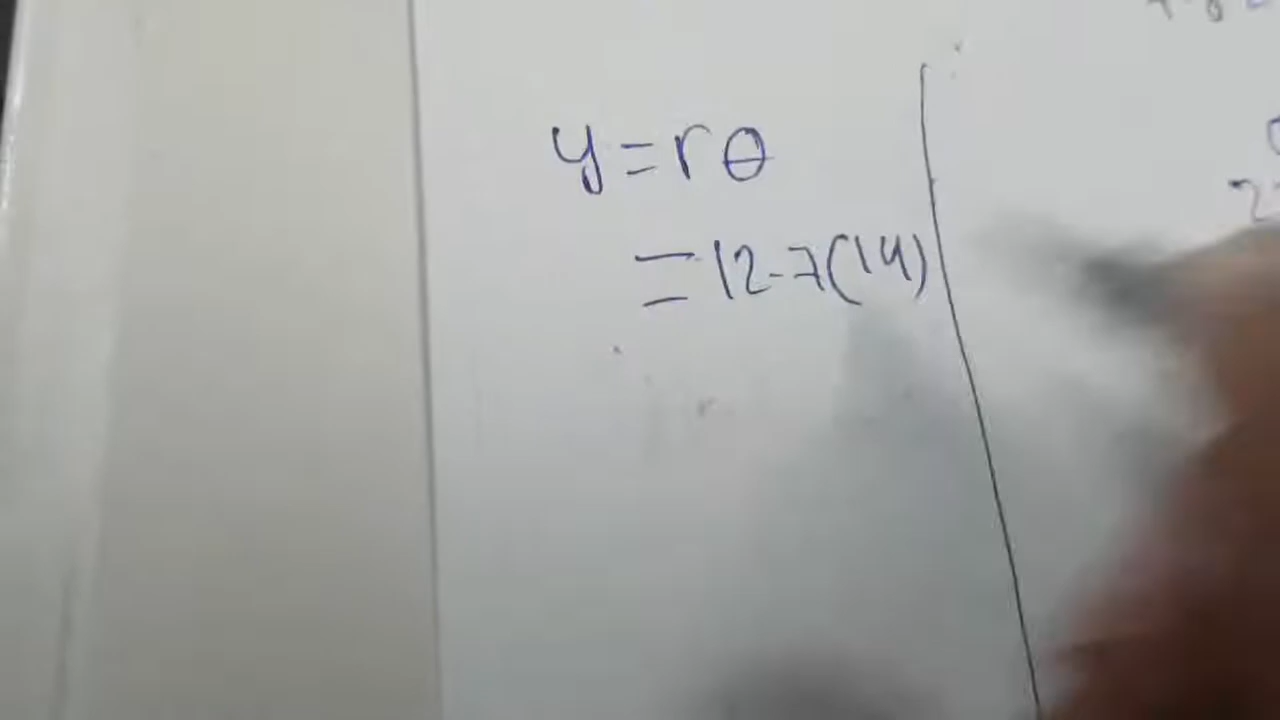 y = rθ
= 12.7(14)